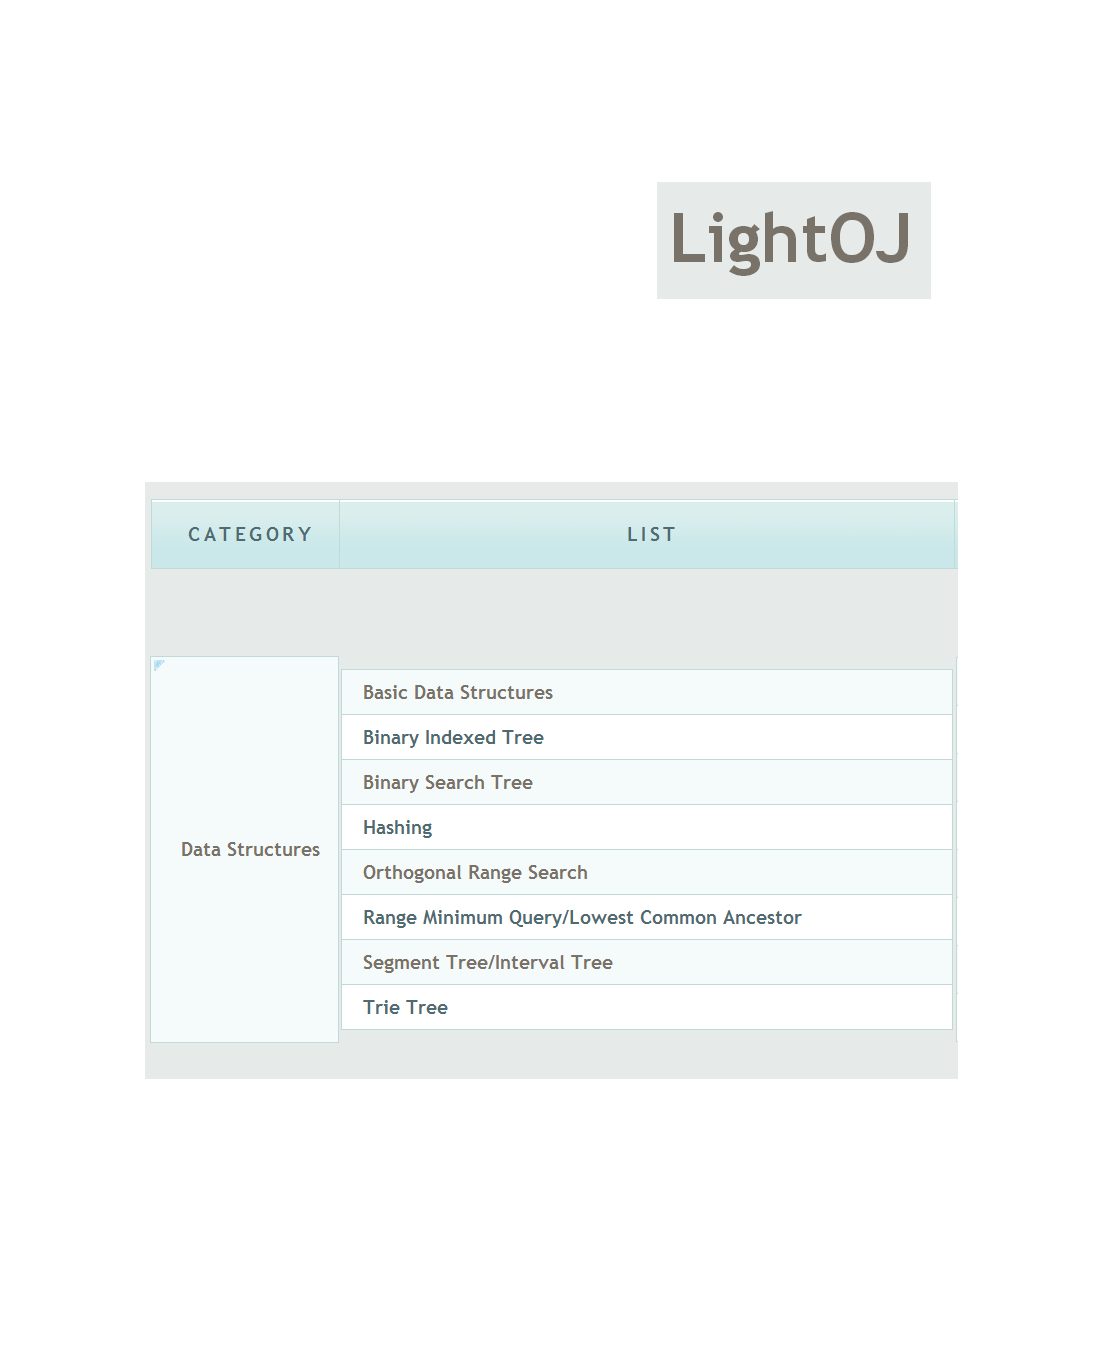 LightOJ
CATEGORY LIST
Basic Data Structures
Binary Indexed Tree
Binary Search Tree
Hashing
Data Structures
Orthogonal Range Search
Range Minimum Query/Lowest Common Ancestor
Segment Tree/Interval Tree
Trie Tree